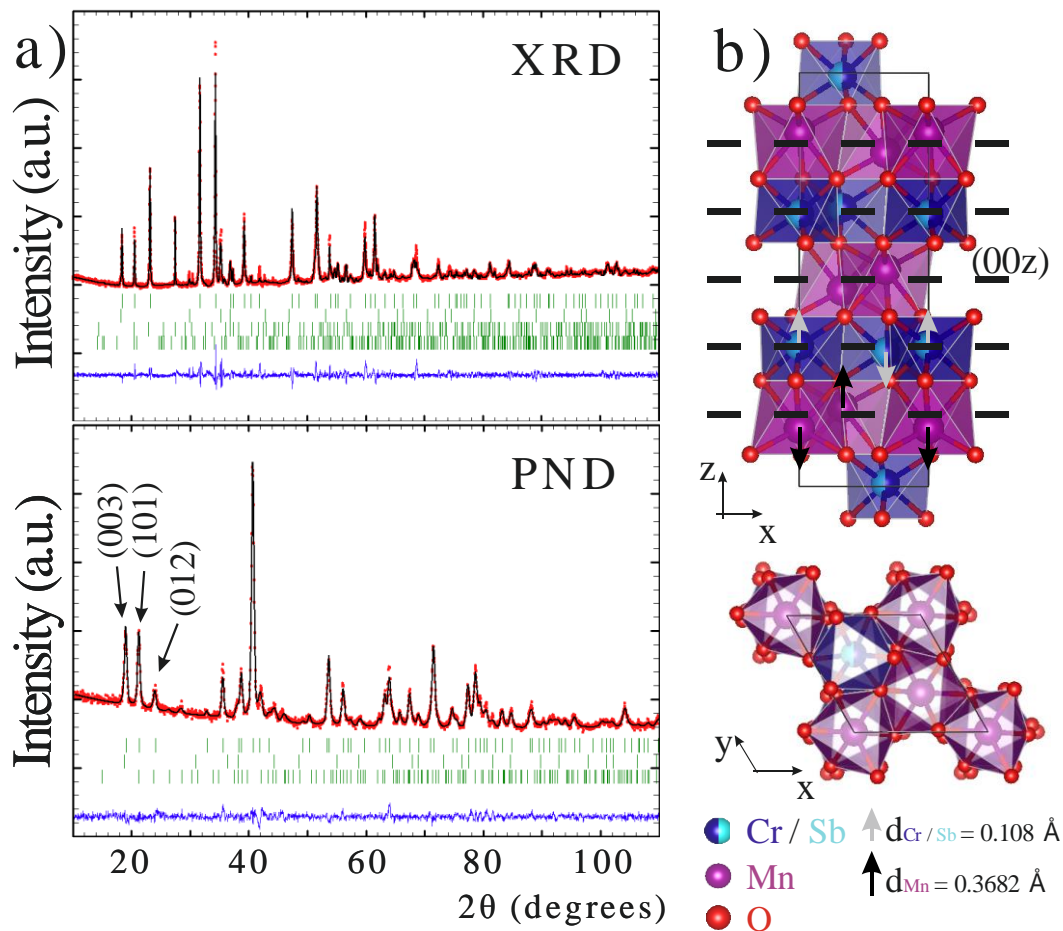 a)
XRD
Intensity (a.u.)
PND
(003)
(101)
(012)
Intensity (a.u.)
20 40 60 80 100
2θ (degrees)
b)
(00z)
z
x
y
x
Cr / Sb
Mn
O
dCr / Sb = 0.108 Å
dMn = 0.3682 Å